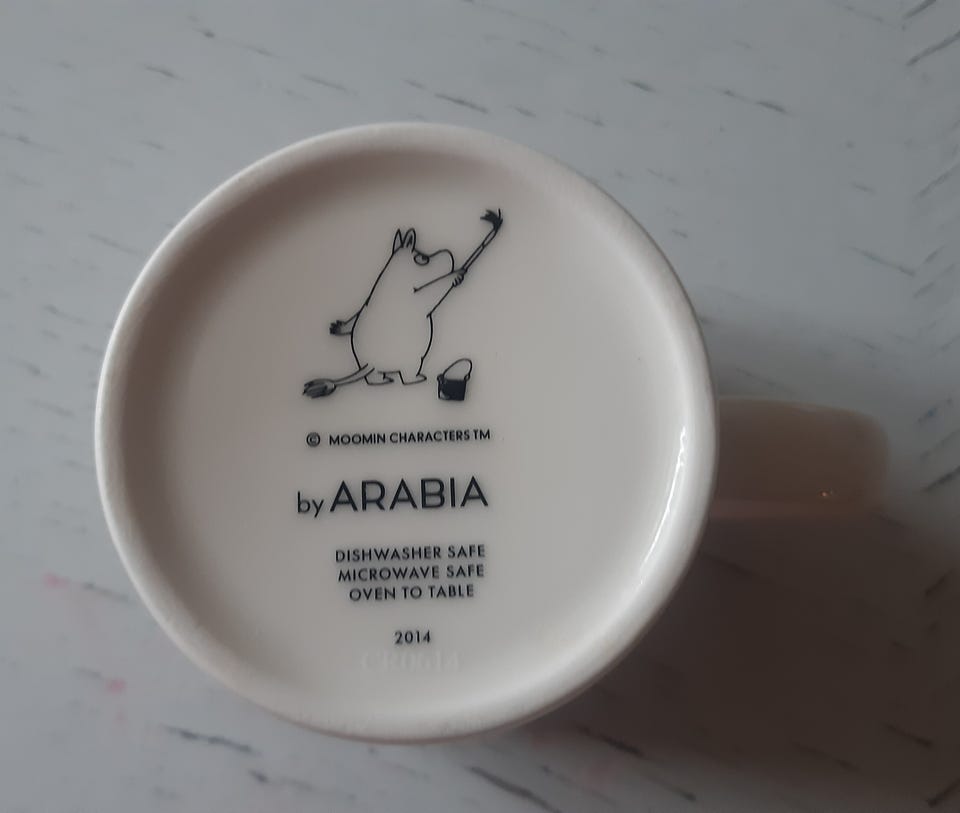 © MOOMIN CHARACTERS TM
by ARABIA
DISHWASHER SAFE
MICROWAVE SAFE
OVEN TO TABLE
2014